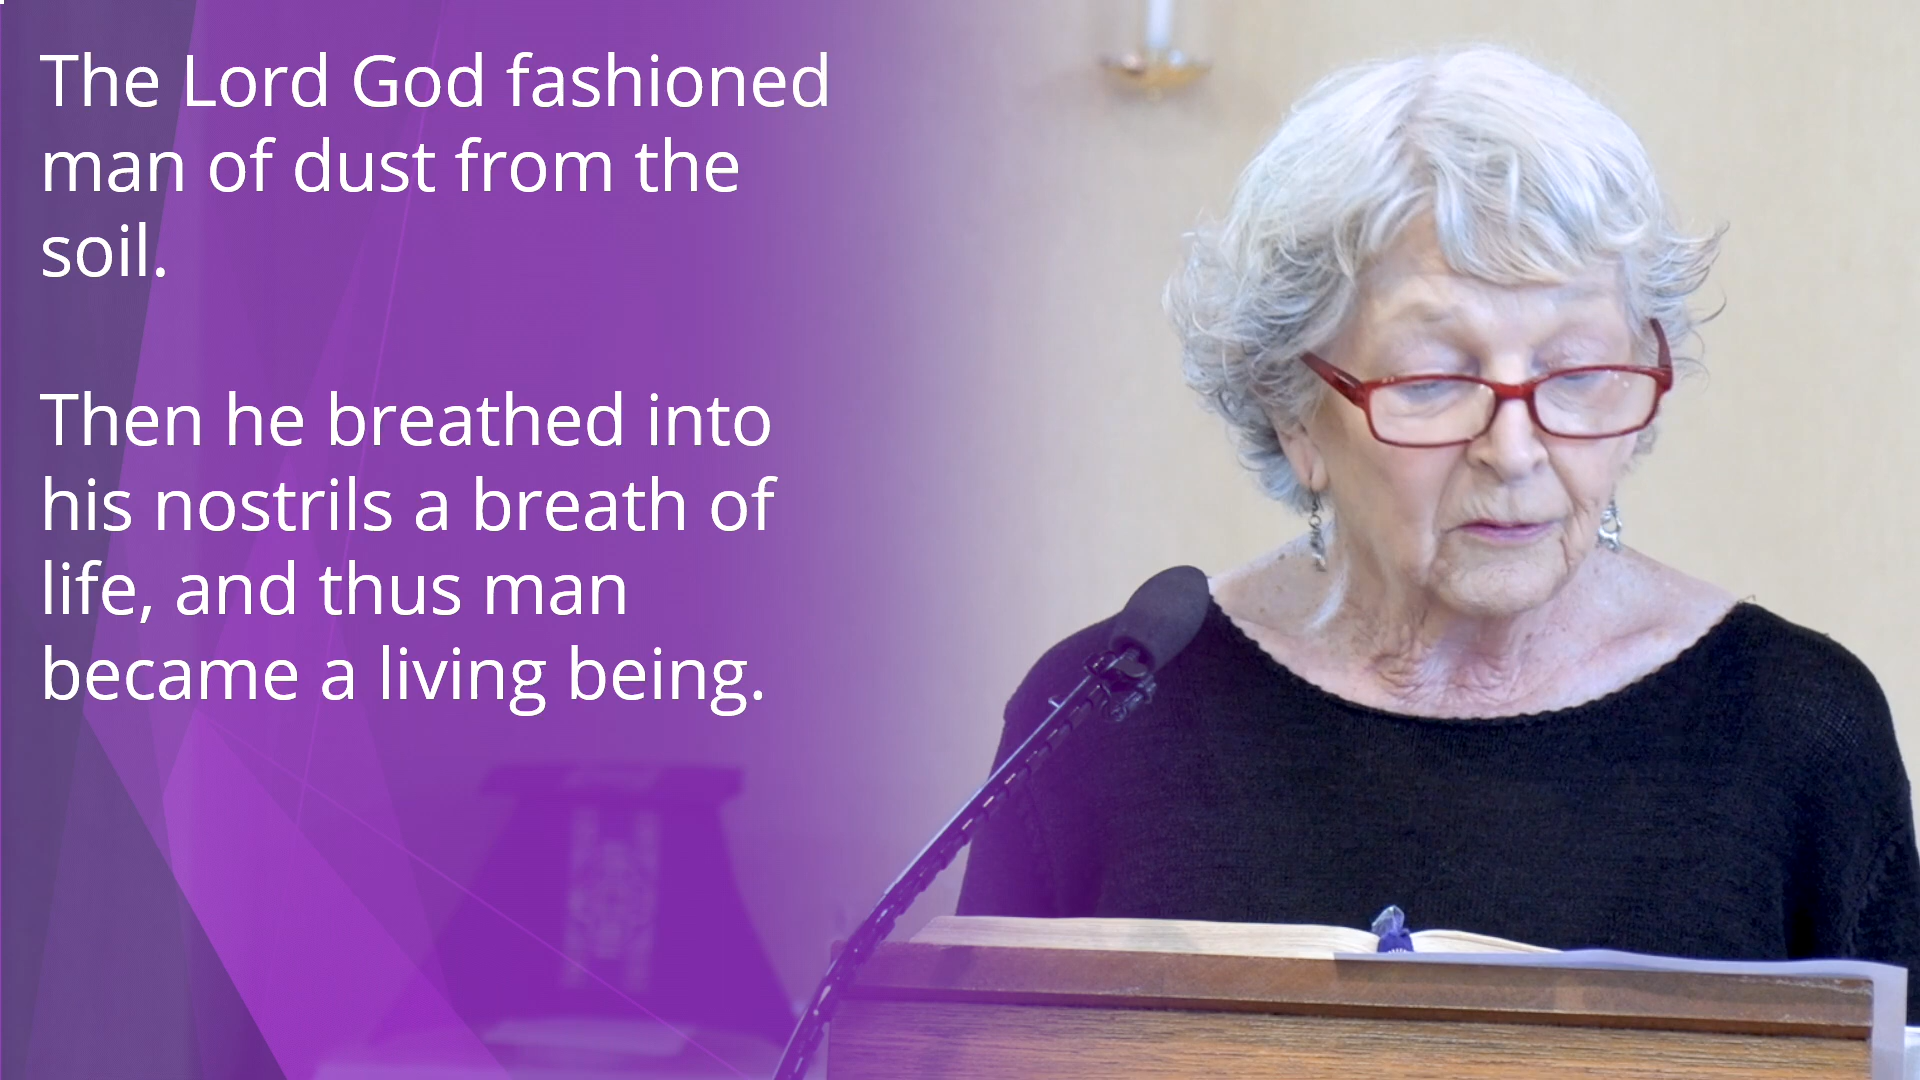 The Lord God fashioned
man of dust from the
soil.
Then he breathed into
his nostrils a breath of
life, and thus man
became a living being.